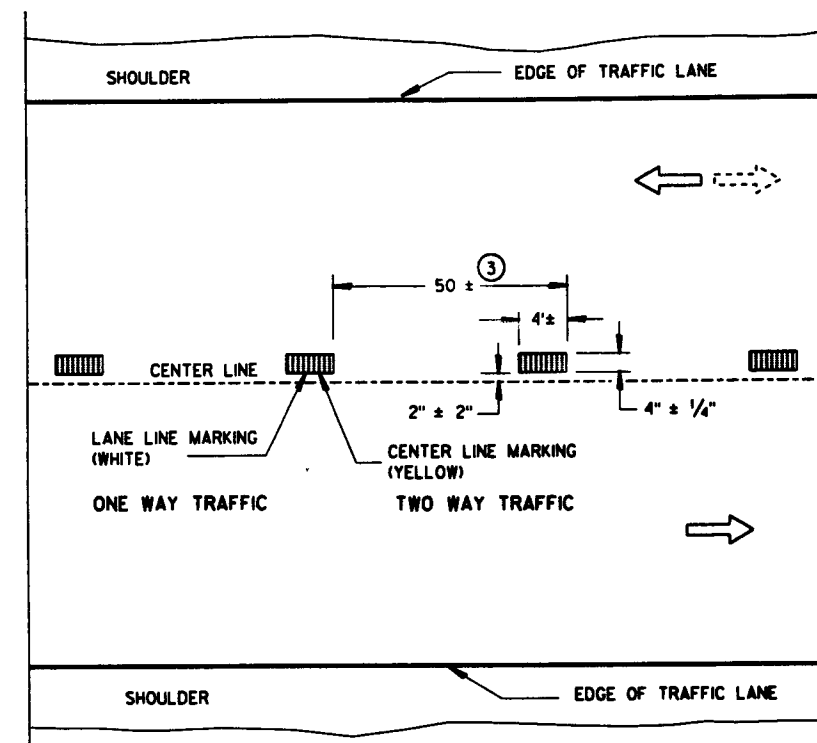 SHOULDER
EDGE OF TRAFFIC LANE
3
50 ±
4'±
CENTER LINE
2" ± 2"
4" ± 1/4"
LANE LINE MARKING
(WHITE)
CENTER LINE MARKING
(YELLOW)
ONE WAY TRAFFIC
TWO WAY TRAFFIC
SHOULDER
EDGE OF TRAFFIC LANE